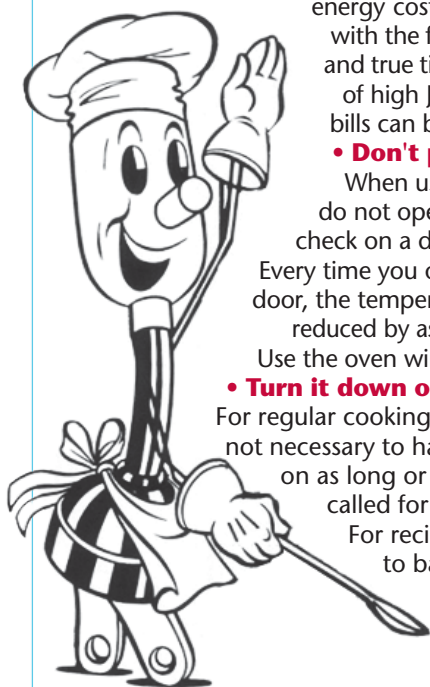 energy cost
with the f
and true ti
of high J
bills can b
• Don't p
When us
do not ope
check on a d
Every time you o
door, the temper
reduced by as
Use the oven wi
• Turn it down o
For regular cooking
not necessary to ha
on as long or
called for
For reci
to ba